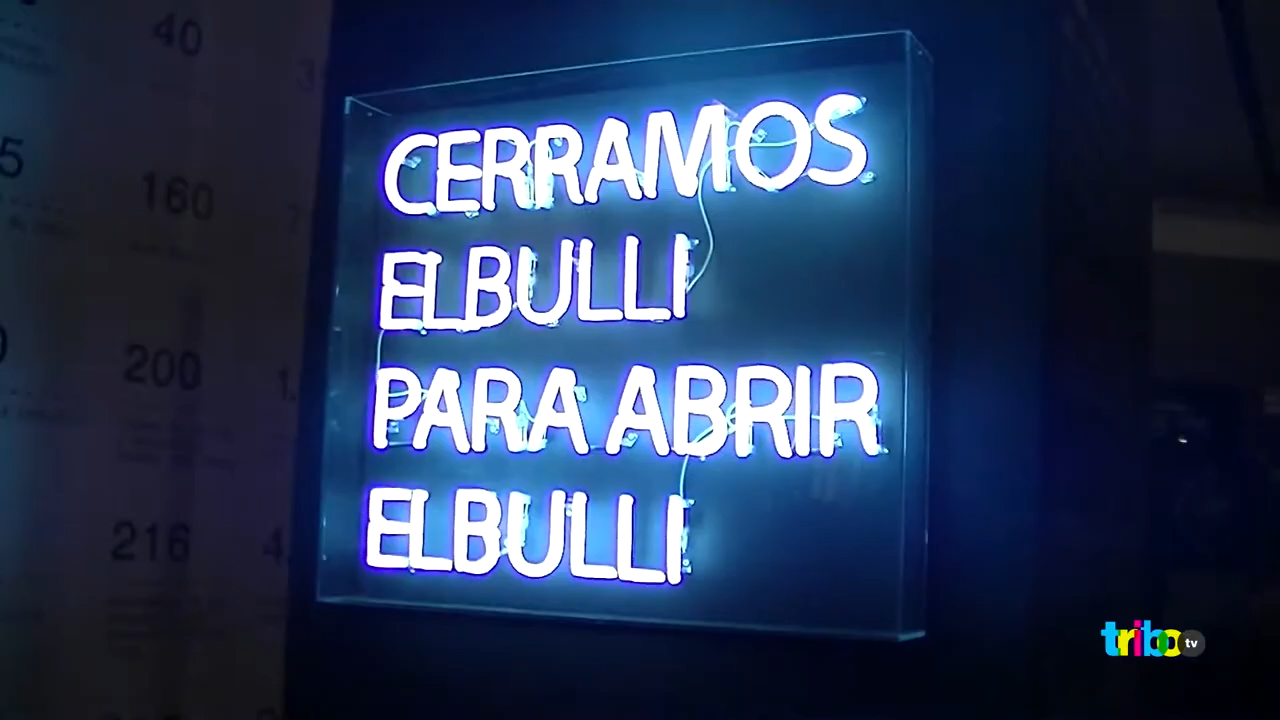 CERRAMOS
ELBULLI
PARA ABRIR
ELBULLI
40
160
200
216
tribo tv